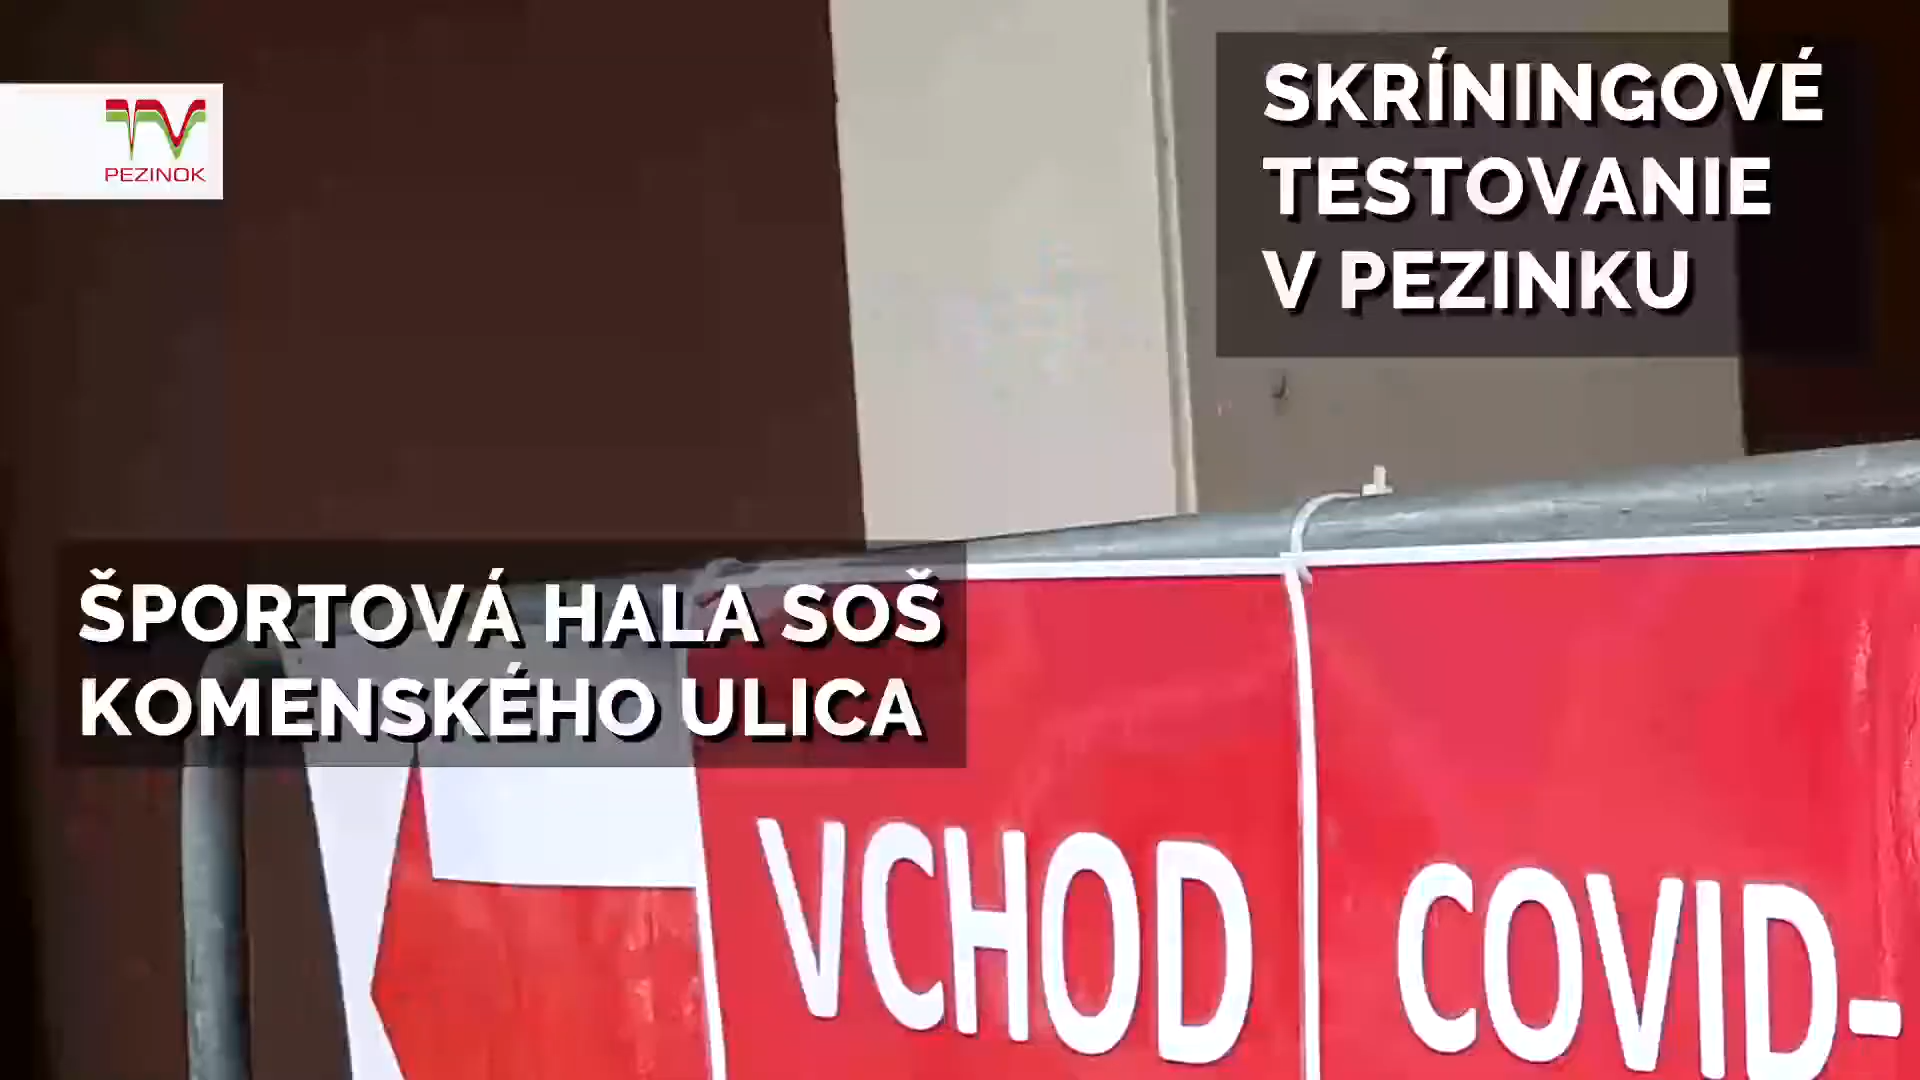 TV
PEZINOK
SKRÍNINGOVÉ
TESTOVANIE
V PEZINKU
ŠPORTOVÁ HALA SOŠ
KOMENSKÉHO ULICA
VCHOD
COVID-